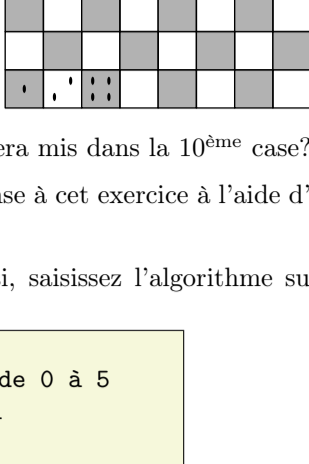 era mis dans la 10ème case?
se à cet exercice à l'aide d'
i, saisissez l'algorithme su
de 0 à 5